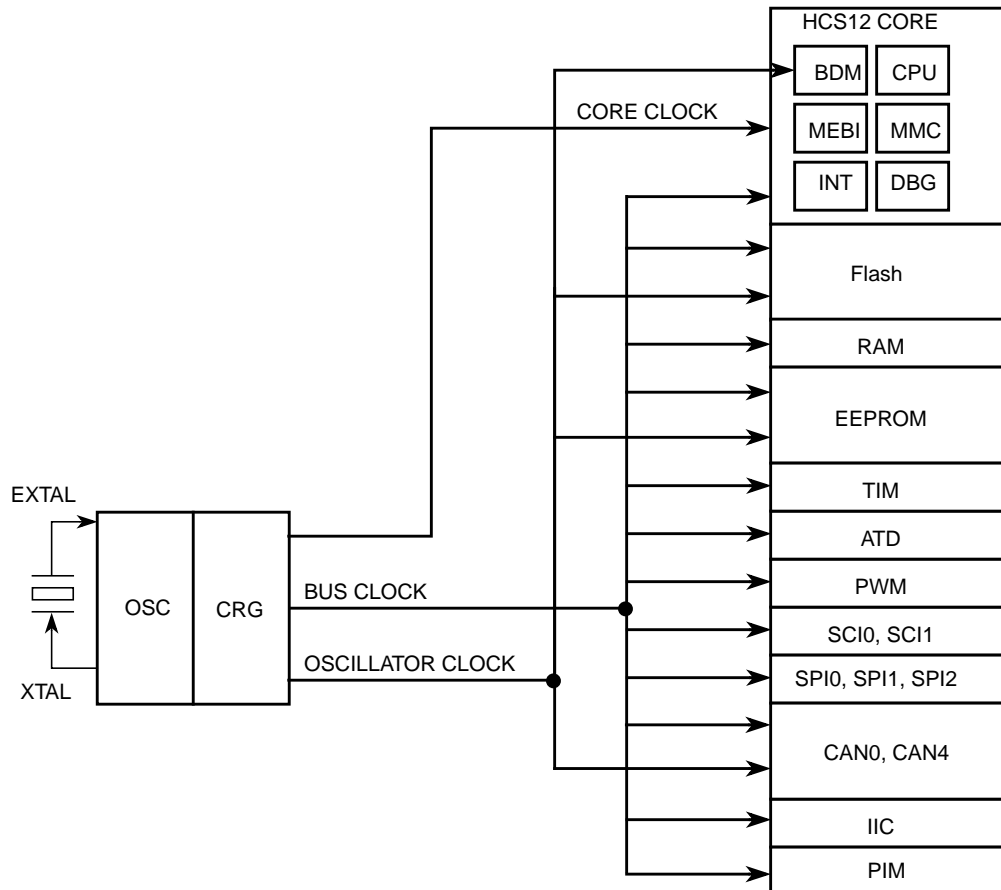 HCS12 CORE
BDM CPU
CORE CLOCK
MEBI MMC
INT DBG
Flash
RAM
EEPROM
EXTAL
TIM
ATD
PWM
OSC CRG
BUS CLOCK
SCI0, SCI1
OSCILLATOR CLOCK
SPI0, SPI1, SPI2
XTAL
CAN0, CAN4
IIC
PIM